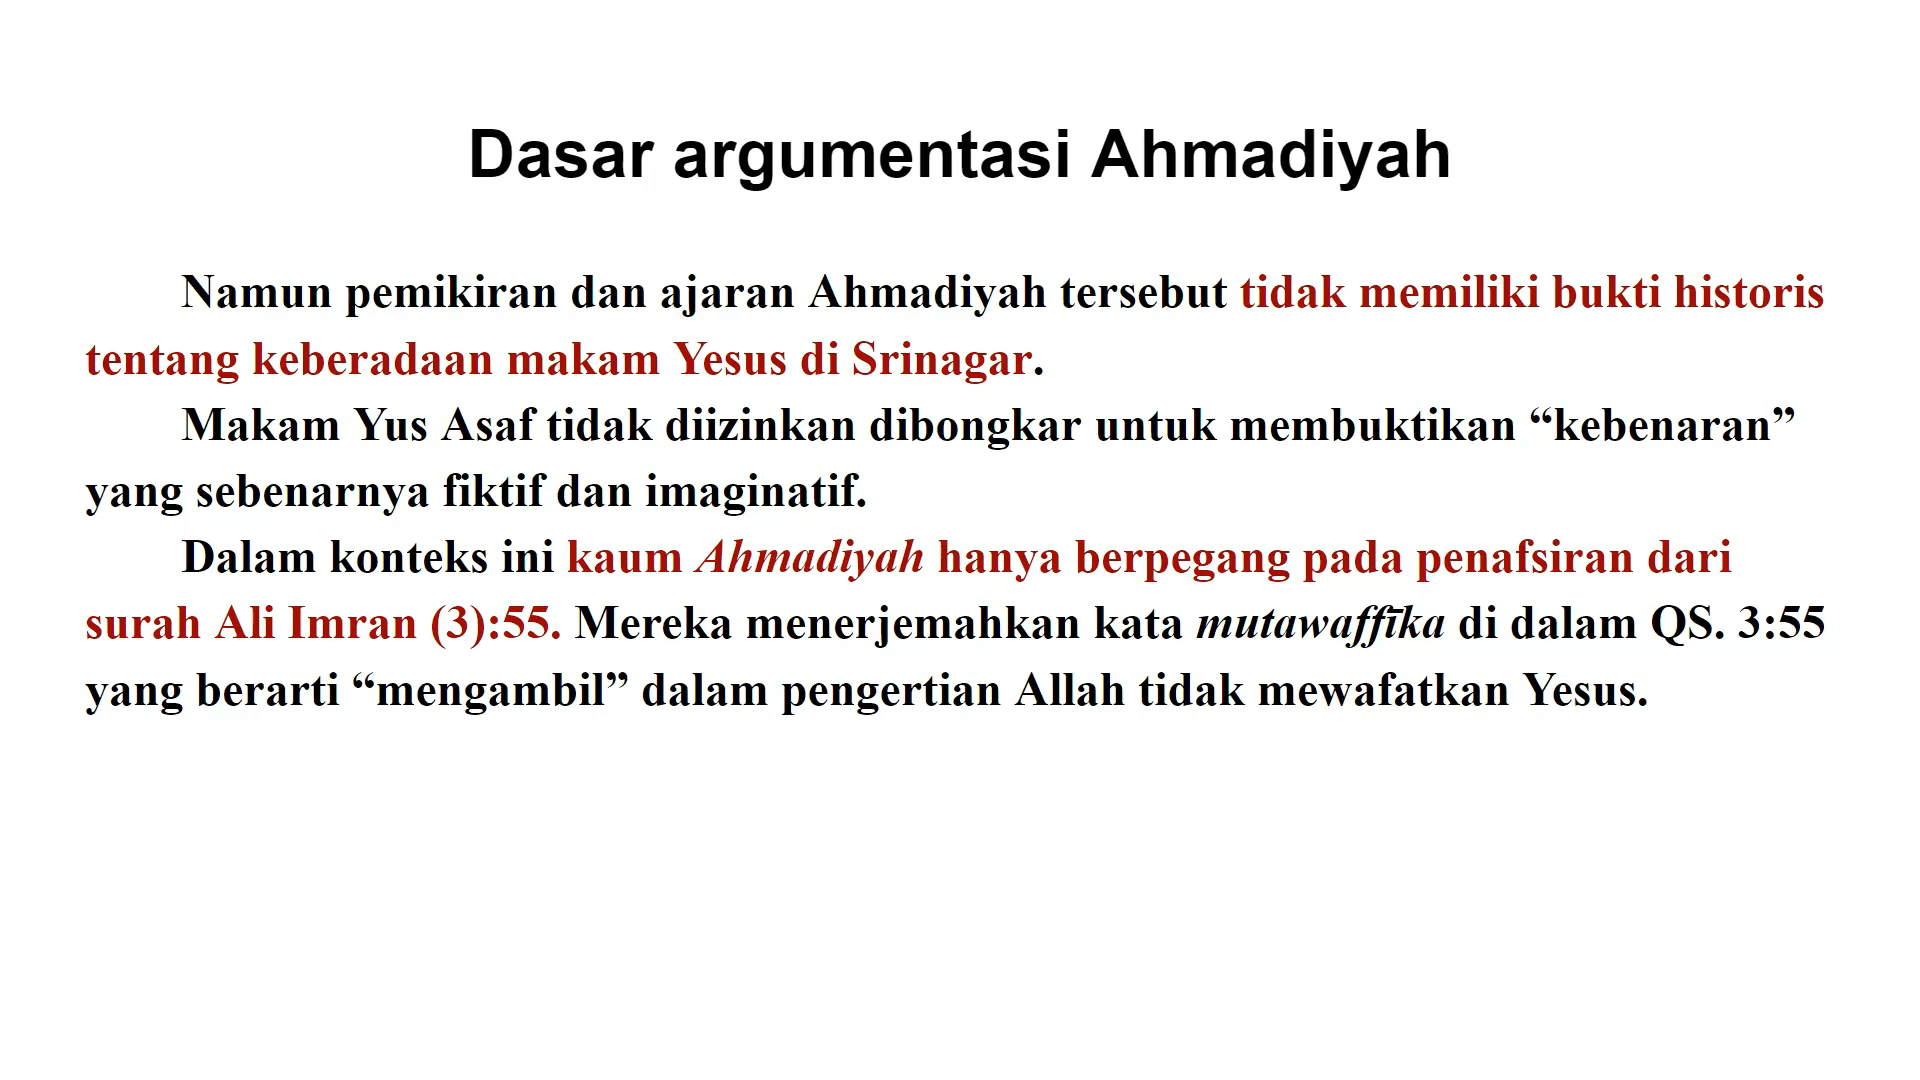 Dasar argumentasi Ahmadiyah
Namun pemikiran dan ajaran Ahmadiyah tersebut tidak memiliki bukti historis
tentang keberadaan makam Yesus di Srinagar.
Makam Yus Asaf tidak diizinkan dibongkar untuk membuktikan “kebenaran”
yang sebenarnya fiktif dan imaginatif.
Dalam konteks ini kaum Ahmadiyah hanya berpegang pada penafsiran dari
surah Ali Imran (3):55. Mereka menerjemahkan kata mutawaffīka di dalam QS. 3:55
yang berarti “mengambil” dalam pengertian Allah tidak mewafatkan Yesus.